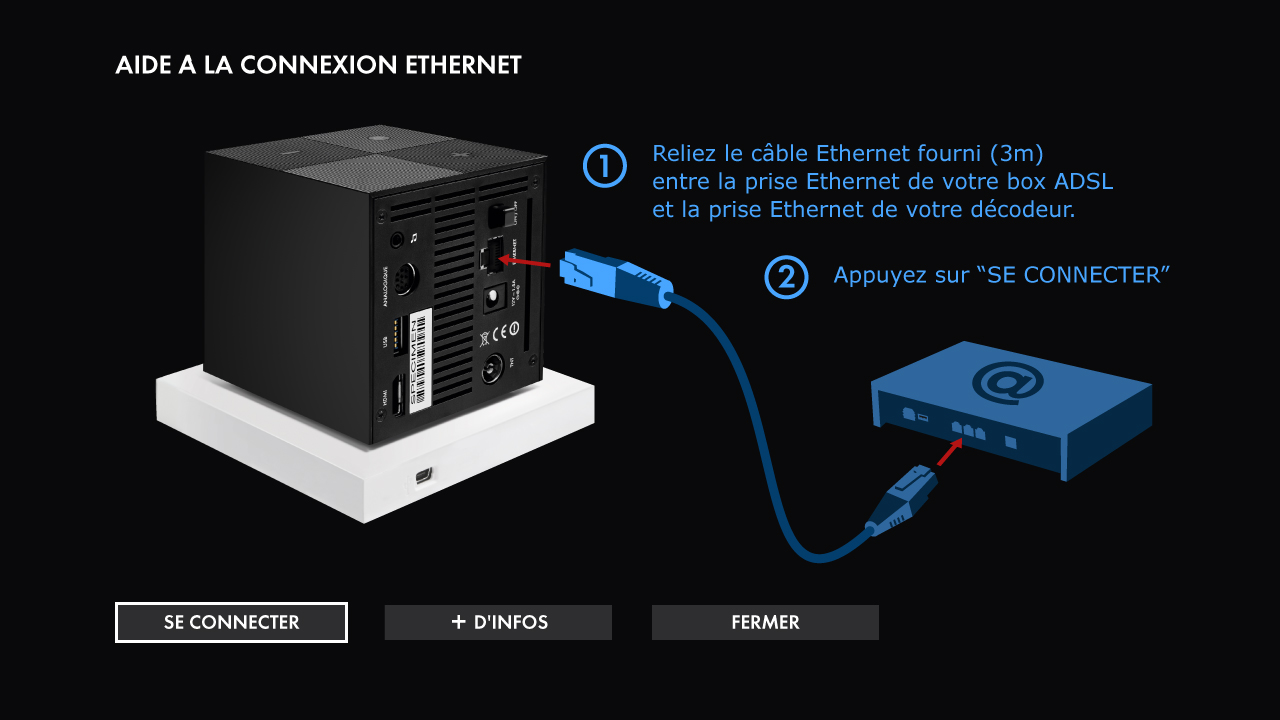 AIDE À LA CONNEXION ETHERNET
1
Reliez le câble Ethernet fourni (3m)
entre la prise Ethernet de votre box ADSL
et la prise Ethernet de votre décodeur.
2
Appuyez sur “SE CONNECTER”
ANALOGIQUE
USB
HDMI
SPECIMEN
ETHERNET
TNT
CE
@
SE CONNECTER
+ D'INFOS
FERMER